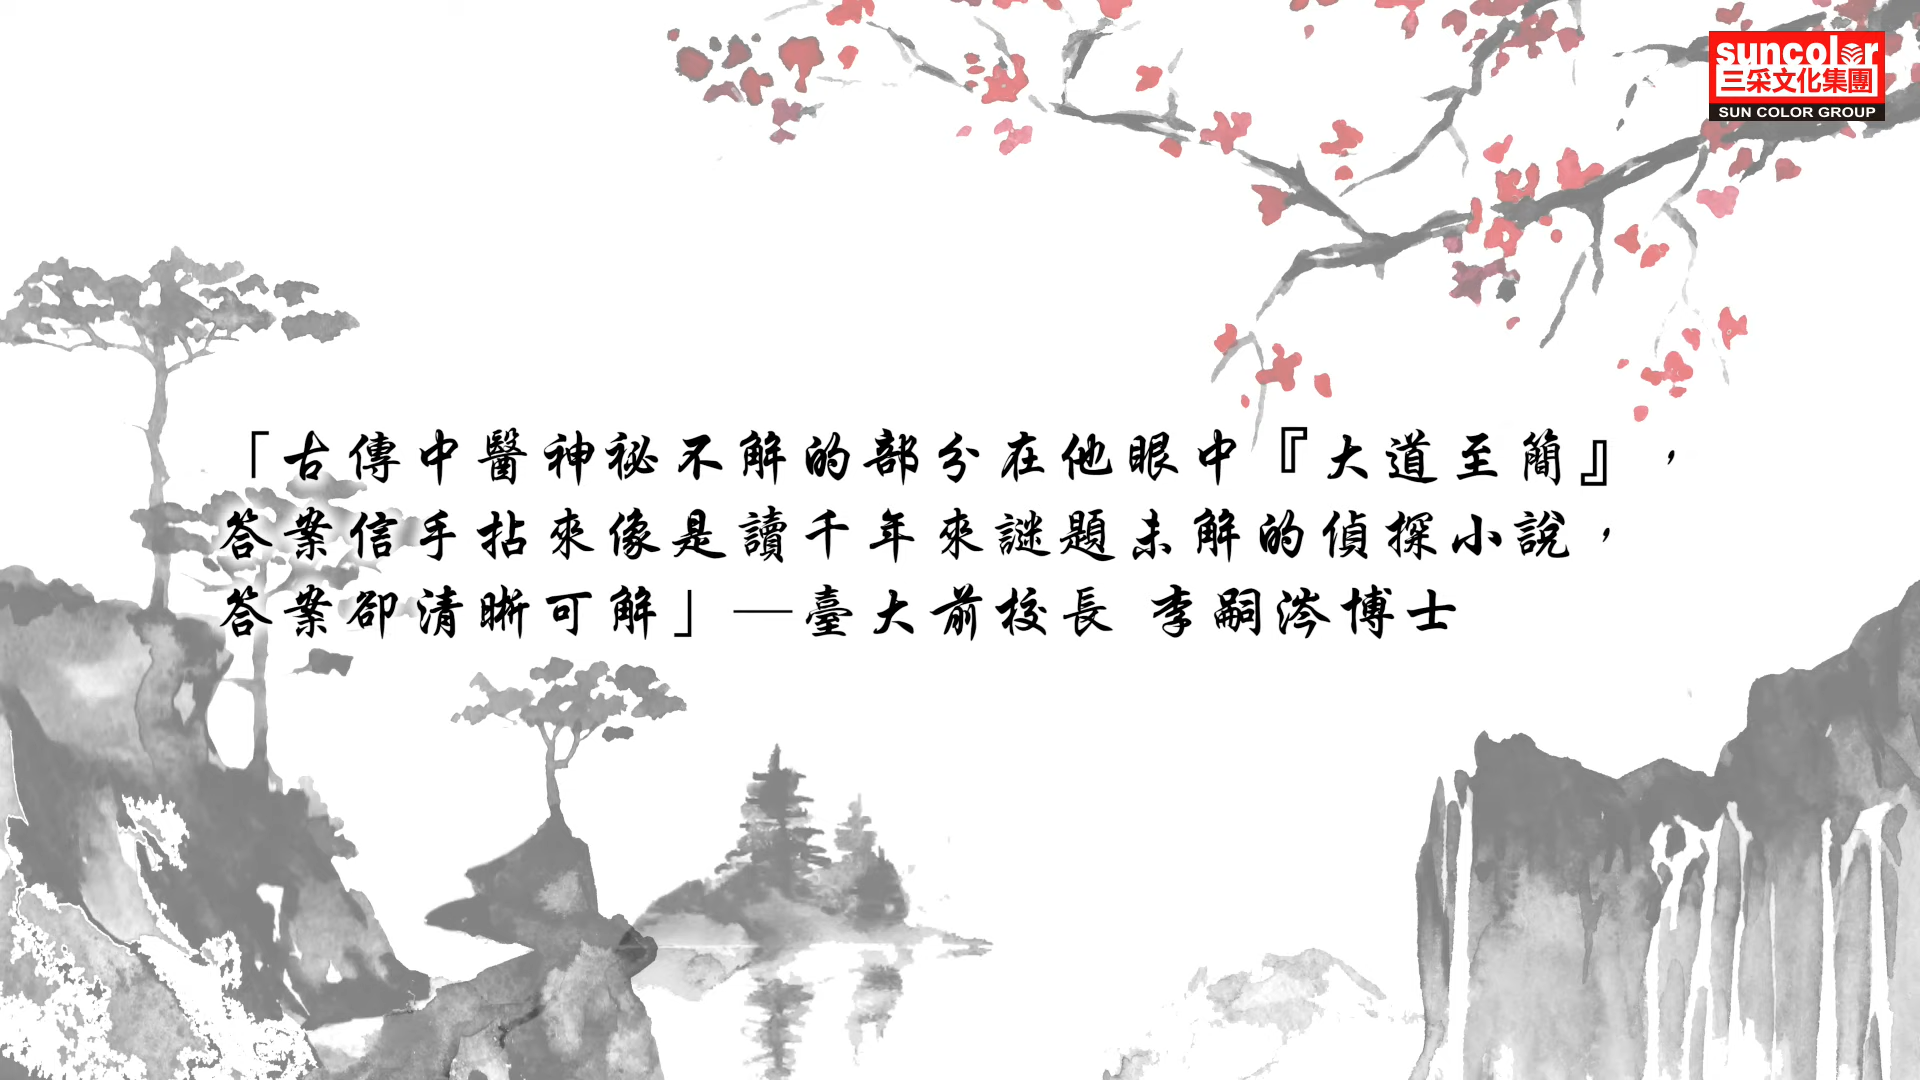 suncolor
三采文化集團
SUN COLOR GROUP
「古傳中醫神秘不解的部分在他眼中『大道至簡』，
答案信手拈來像是讀千年來謎題未解的偵探小說，
答案卻清晰可解」—臺大前校長 李嗣涔博士